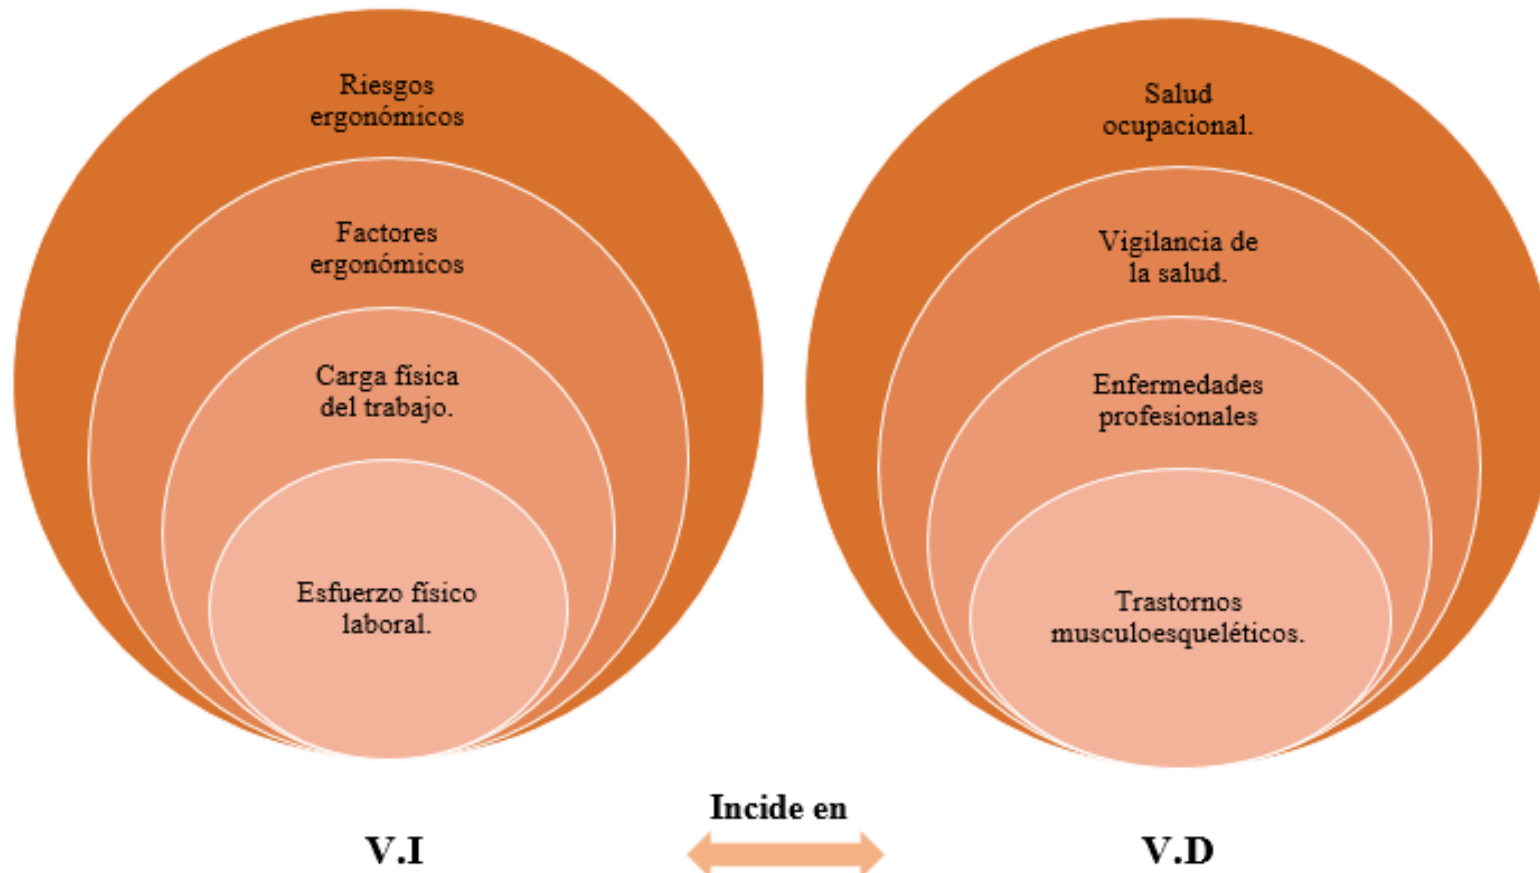 Riesgos
ergonómicos
Factores
ergonómicos
Carga física
del trabajo.
Esfuerzo físico
laboral.
Salud
ocupacional.
Vigilancia de
la salud.
Enfermedades
profesionales
Trastornos
musculoesqueléticos.
Incide en
V.I
V.D